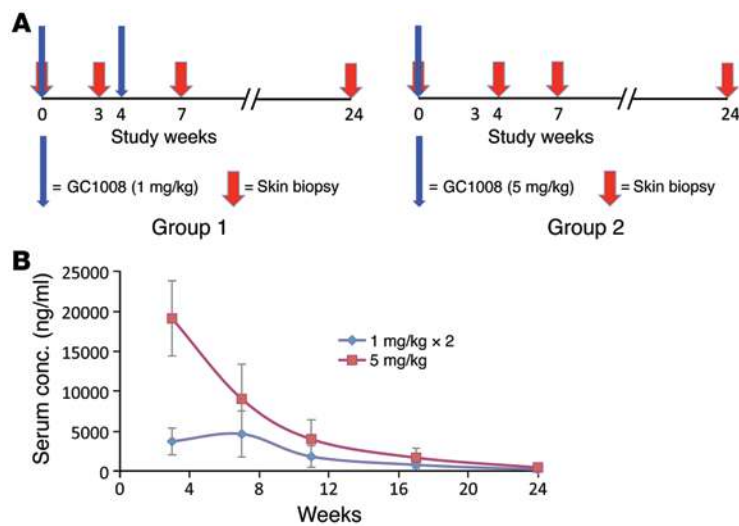 A
0 3 4 7 24
Study weeks
= GC1008 (1 mg/kg) = Skin biopsy
Group 1
0 3 4 7 24
Study weeks
= GC1008 (5 mg/kg) = Skin biopsy
Group 2
B
Serum conc. (ng/ml)
25000
20000
15000
10000
5000
0
1 mg/kg × 2
5 mg/kg
0 4 8 12 16 20 24
Weeks